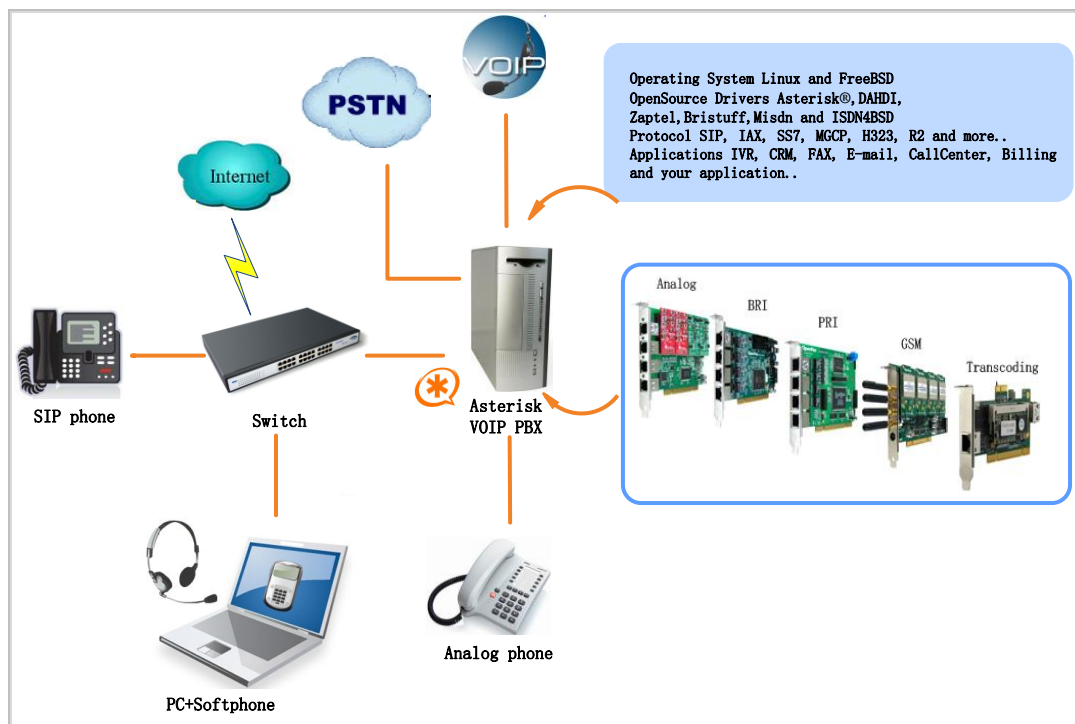 VOIP
PSTN
Internet
Operating System Linux and FreeBSD
OpenSource Drivers Asterisk®,DAHDI,
Zaptel,Bristuff,Misdn and ISDN4BSD
Protocol SIP, IAX, SS7, MGCP, H323, R2 and more..
Applications IVR, CRM, FAX, E-mail, CallCenter, Billing
and your application..
Analog
BRI
PRI
GSM
Transcoding
SIP phone
Switch
Asterisk
VOIP PBX
Analog phone
PC+Softphone